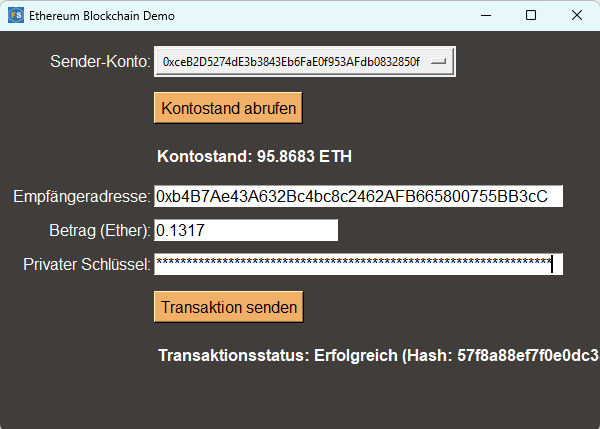 Ethereum Blockchain Demo
Sender-Konto: 0xceB2D5274dE3b3843Eb6FaE0f953AFdb0832850f
Kontostand abrufen
Kontostand: 95.8683 ETH
Empfängeradresse: 0xb4B7Ae43A632Bc4bc8c2462AFB665800755BB3cC
Betrag (Ether): 0.1317
Privater Schlüssel: ******************************************************************
Transaktion senden
Transaktionsstatus: Erfolgreich (Hash: 57f8a88ef7f0e0dc3